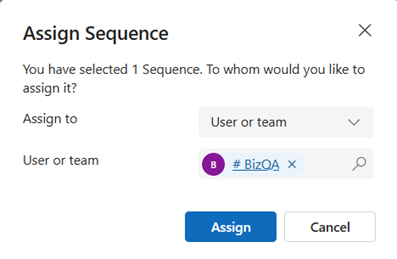 Assign Sequence
You have selected 1 Sequence. To whom would you like to
assign it?
Assign to
User or team
User or team
B # BizQA
Assign Cancel